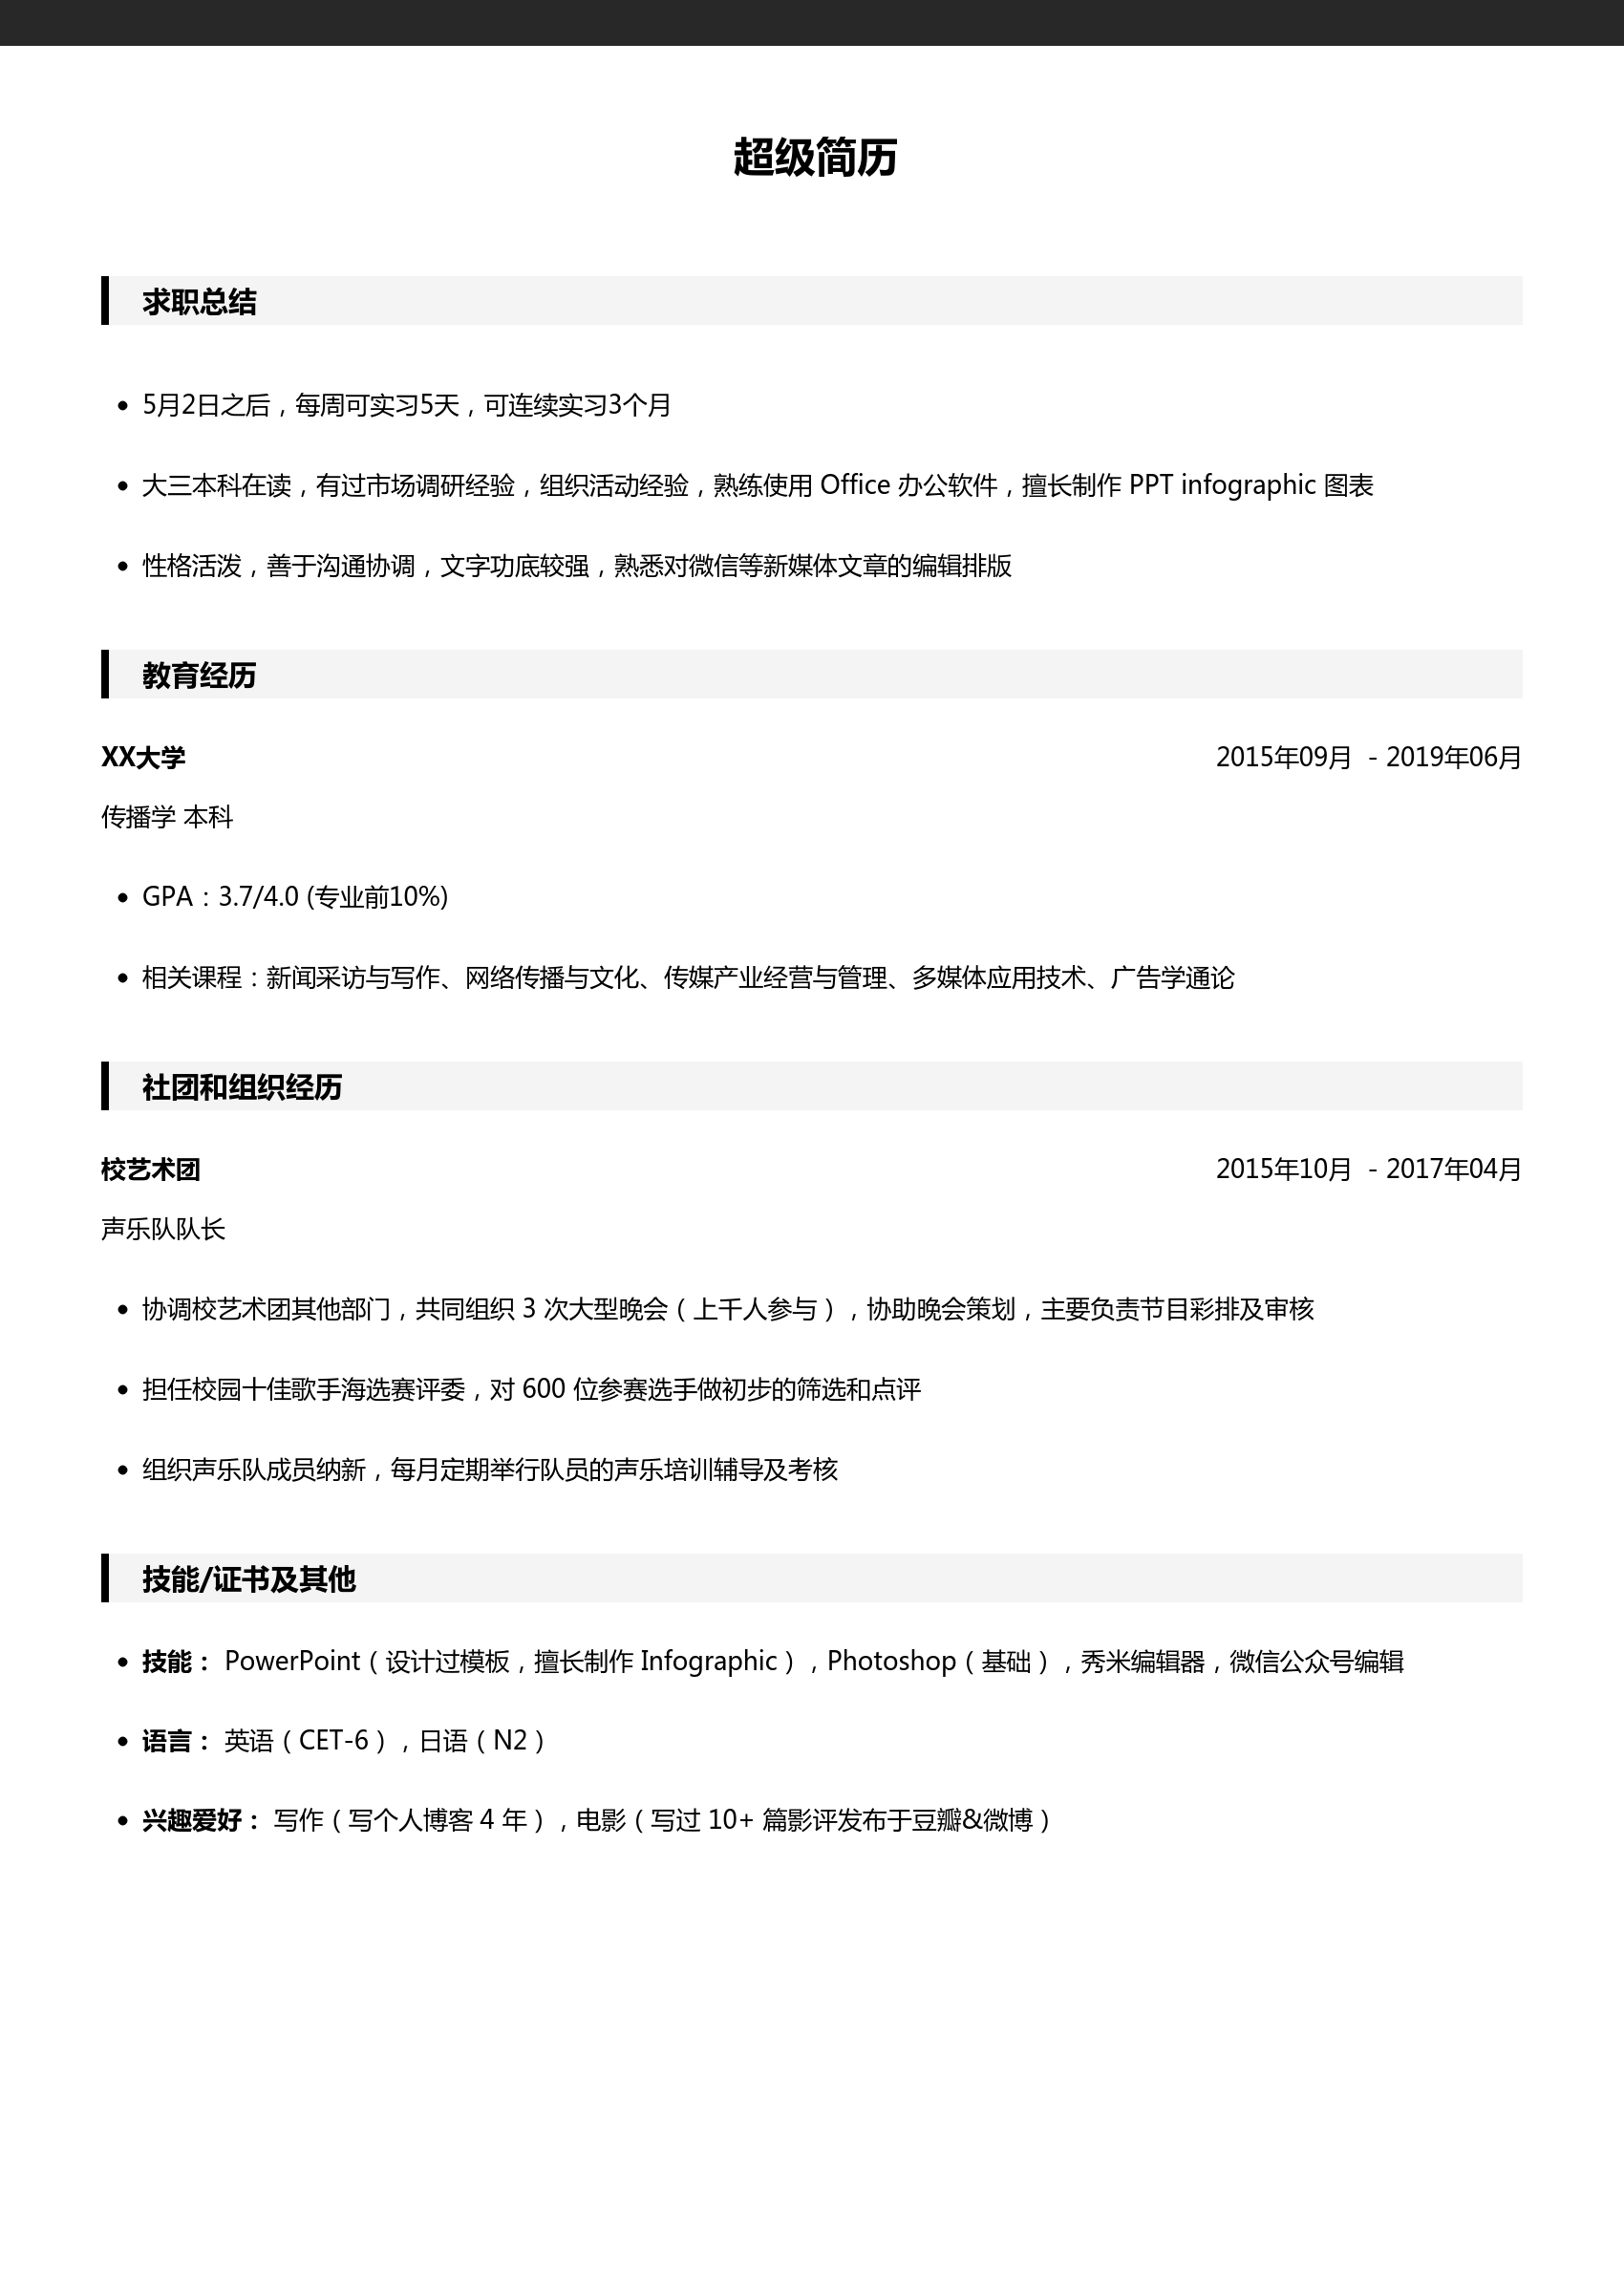 超级简历
求职总结
5月2日之后，每周可实习5天，可连续实习3个月
大三本科在读，有过市场调研经验，组织活动经验，熟练使用 Office 办公软件，擅长制作 PPT infographic 图表
性格活泼，善于沟通协调，文字功底较强，熟悉对微信等新媒体文章的编辑排版
教育经历
XX大学 2015年09月 - 2019年06月
传播学 本科
GPA：3.7/4.0 (专业前10%)
相关课程：新闻采访与写作、网络传播与文化、传媒产业经营与管理、多媒体应用技术、广告学通论
社团和组织经历
校艺术团 2015年10月 - 2017年04月
声乐队队长
协调校艺术团其他部门，共同组织 3 次大型晚会（上千人参与），协助晚会策划，主要负责节目彩排及审核
担任校园十佳歌手海选赛评委，对 600 位参赛选手做初步的筛选和点评
组织声乐队成员纳新，每月定期举行队员的声乐培训辅导及考核
技能/证书及其他
技能： PowerPoint（设计过模板，擅长制作 Infographic），Photoshop（基础），秀米编辑器，微信公众号编辑
语言： 英语（CET-6），日语（N2）
兴趣爱好： 写作（写个人博客 4 年），电影（写过 10+ 篇影评发布于豆瓣&微博）